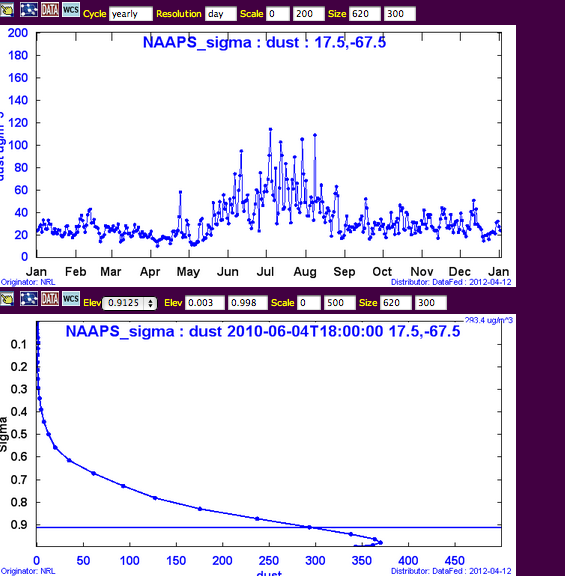 DATA WCS Cycle yearly Resolution day Scale 0 200 Size 620 300
NAAPS_sigma : dust : 17.5,-67.5
200
180
160
140
120
100
80
60
40
20
0
Jan Feb Mar Apr May Jun Jul Aug Sep Oct Nov Dec Jan
Originator: NRL Distributor: DataFed : 2012-04-12
DATA WCS Elev 0.9125 Elev 0.003 0.998 Scale 0 500 Size 620 300
293.4 ug/m^3
NAAPS_sigma : dust 2010-06-04T18:00:00 17.5,-67.5
0.1
0.2
0.3
0.4
0.5
0.6
0.7
0.8
0.9
Sigma
0 50 100 150 200 250 300 350 400 450
Originator: NRL dust Distributor: DataFed : 2012-04-12